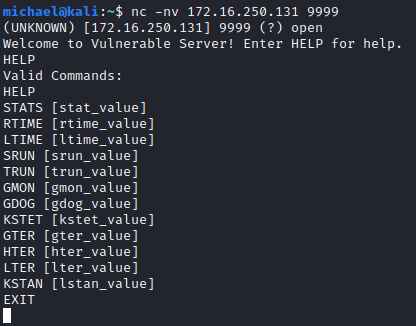 michael@kali:~$ nc -nv 172.16.250.131 9999
(UNKNOWN) [172.16.250.131] 9999 (?) open
Welcome to Vulnerable Server! Enter HELP for help.
HELP
Valid Commands:
HELP
STATS [stat_value]
RTIME [rtime_value]
LTIME [ltime_value]
SRUN [srun_value]
TRUN [trun_value]
GMON [gmon_value]
GDOG [gdog_value]
KSTET [kstet_value]
GTER [gter_value]
HTER [hter_value]
LTER [lter_value]
KSTAN [lstan_value]
EXIT